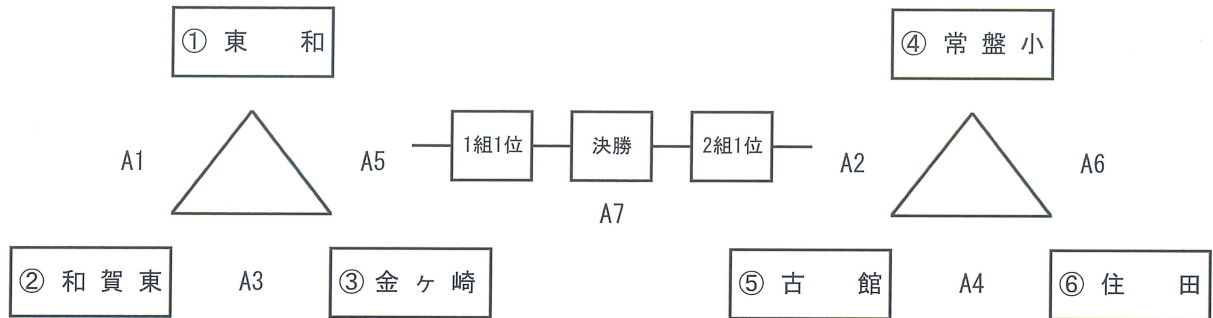 ① 東 和
④ 常 盤 小
A1
A5
1組1位
決勝
2組1位
A2
A6
A7
② 和 賀 東
A3
③ 金 ヶ 崎
⑤ 古 館
A4
⑥ 住 田